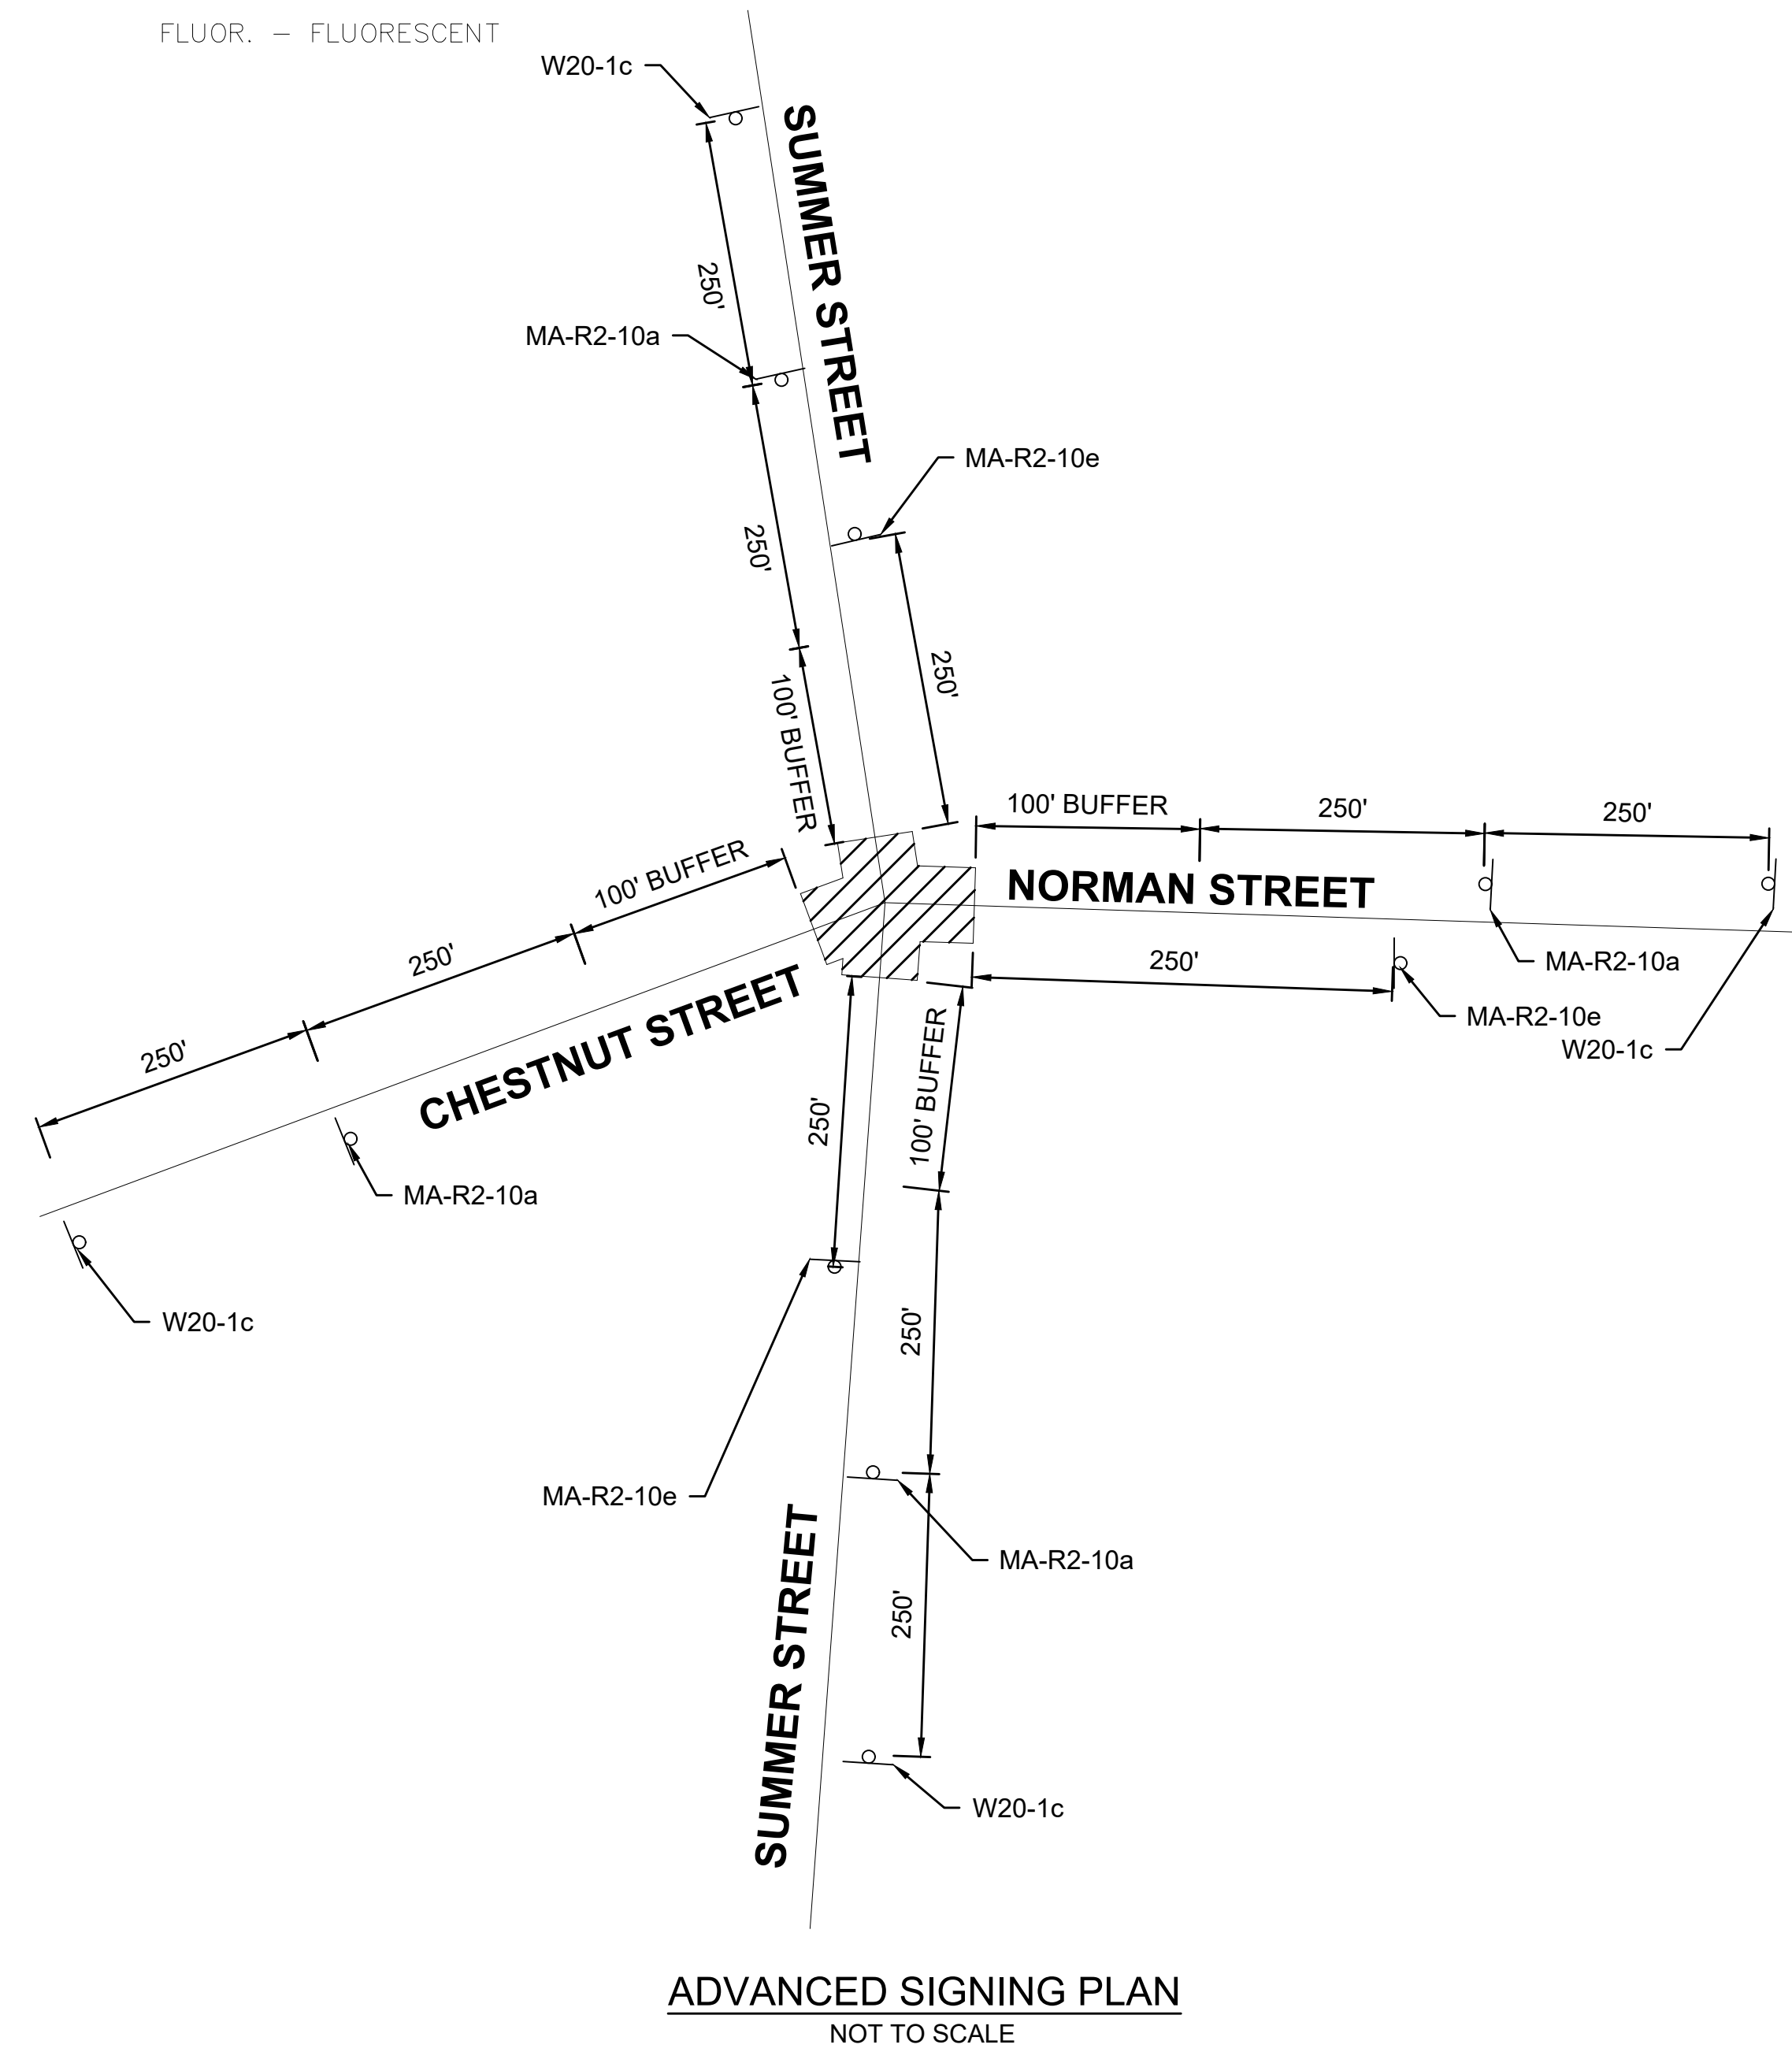 FLUOR. – FLUORESCENT
W20-1c
SUMMER STREET
250'
MA-R2-10a
MA-R2-10e
250'
250'
100' BUFFER
100' BUFFER
250'
250'
NORMAN STREET
100' BUFFER
250'
250'
CHESTNUT STREET
250'
MA-R2-10a
MA-R2-10e
W20-1c
100' BUFFER
250'
MA-R2-10a
W20-1c
250'
MA-R2-10e
MA-R2-10a
250'
SUMMER STREET
W20-1c
ADVANCED SIGNING PLAN
NOT TO SCALE